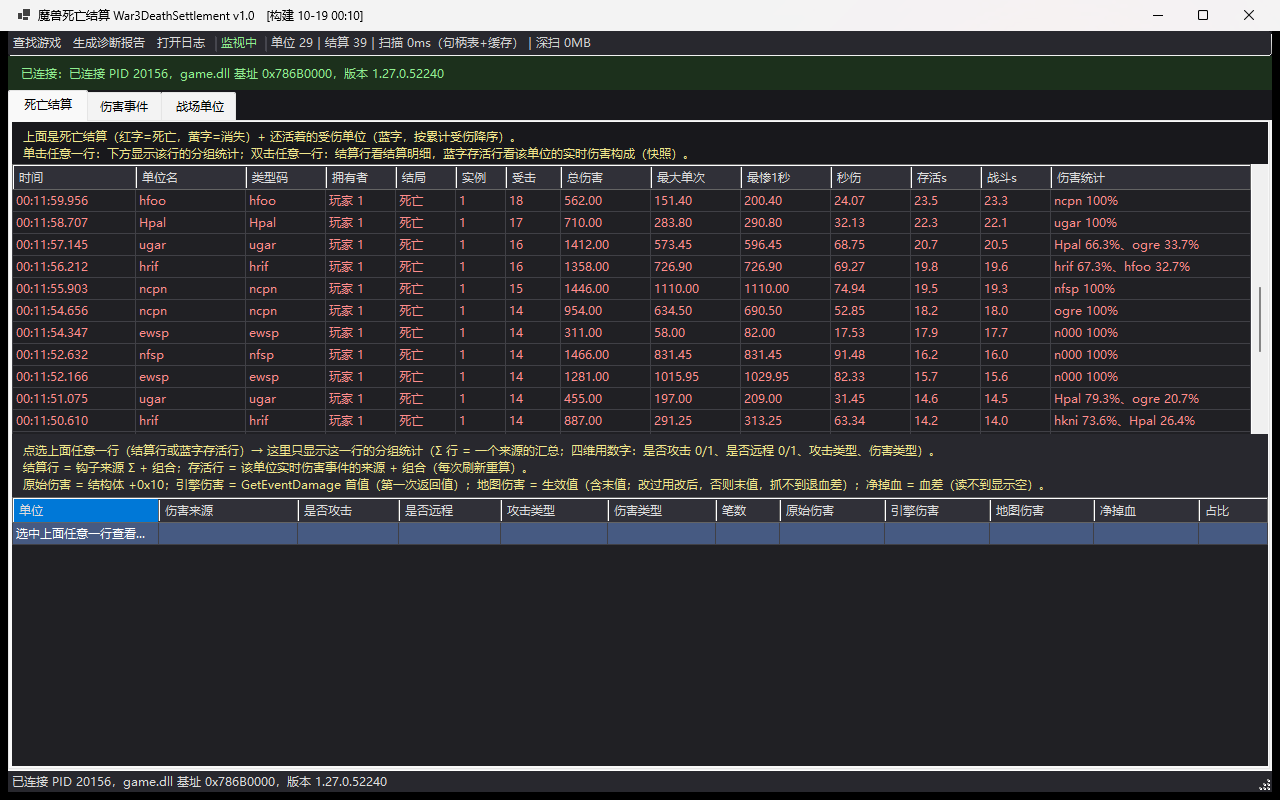 魔兽死亡结算 War3DeathSettlement v1.0 [构建 10-19 00:10]
查找游戏 生成诊断报告 打开日志 | 监视中 | 单位 29 | 结算 39 | 扫描 0ms（句柄表+缓存） | 深扫 0MB
已连接：已连接 PID 20156，game.dll 基址 0x786B0000，版本 1.27.0.52240
死亡结算 伤害事件 战场单位
上面是死亡结算（红字=死亡，黄字=消失）+ 还活着的受伤单位（蓝字，按累计受伤降序）。
单击任意一行：下方显示该行的分组统计；双击任意一行：结算行看结算明细，蓝字存活行看该单位的实时伤害构成（快照）。
时间 单位名 类型码 拥有者 结局 实例 受击 总伤害 最大单次 最惨1秒 秒伤 存活s 战斗s 伤害统计
00:11:59.956 hfoo hfoo 玩家 1 死亡 1 18 562.00 151.40 200.40 24.07 23.5 23.3 ncpn 100%
00:11:58.707 Hpal Hpal 玩家 1 死亡 1 17 710.00 283.80 290.80 32.13 22.3 22.1 ugar 100%
00:11:57.145 ugar ugar 玩家 1 死亡 1 16 1412.00 573.45 596.45 68.75 20.7 20.5 Hpal 66.3%、ogre 33.7%
00:11:56.212 hrif hrif 玩家 1 死亡 1 16 1358.00 726.90 726.90 69.27 19.8 19.6 hrif 67.3%、hfoo 32.7%
00:11:55.903 ncpn ncpn 玩家 1 死亡 1 15 1446.00 1110.00 1110.00 74.94 19.5 19.3 nfsp 100%
00:11:54.656 ncpn ncpn 玩家 1 死亡 1 14 954.00 634.50 690.50 52.85 18.2 18.0 ogre 100%
00:11:54.347 ewsp ewsp 玩家 1 死亡 1 14 311.00 58.00 82.00 17.53 17.9 17.7 n000 100%
00:11:52.632 nfsp nfsp 玩家 1 死亡 1 14 1466.00 831.45 831.45 91.48 16.2 16.0 n000 100%
00:11:52.166 ewsp ewsp 玩家 1 死亡 1 14 1281.00 1015.95 1029.95 82.33 15.7 15.6 n000 100%
00:11:51.075 ugar ugar 玩家 1 死亡 1 14 455.00 197.00 209.00 31.45 14.6 14.5 Hpal 79.3%、ogre 20.7%
00:11:50.610 hrif hrif 玩家 1 死亡 1 14 887.00 291.25 313.25 63.34 14.2 14.0 hkni 73.6%、Hpal 26.4%
点选上面任意一行（结算行或蓝字存活行）→ 这里只显示这一行的分组统计（Σ 行 = 一个来源的汇总；四维用数字：是否攻击 0/1、是否远程 0/1、攻击类型、伤害类型）。
结算行 = 钩子来源 Σ + 组合；存活行 = 该单位实时伤害事件的来源 + 组合（每次刷新重算）。
原始伤害 = 结构体 +0x10；引擎伤害 = GetEventDamage 首值（第一次返回值）；地图伤害 = 生效值（含末值；改过用改后，否则末值，抓不到退血差）；净掉血 = 血差（读不到显示空）。
单位 伤害来源 是否攻击 是否远程 攻击类型 伤害类型 笔数 原始伤害 引擎伤害 地图伤害 净掉血 占比
选中上面任意一行查看...
已连接 PID 20156，game.dll 基址 0x786B0000，版本 1.27.0.52240